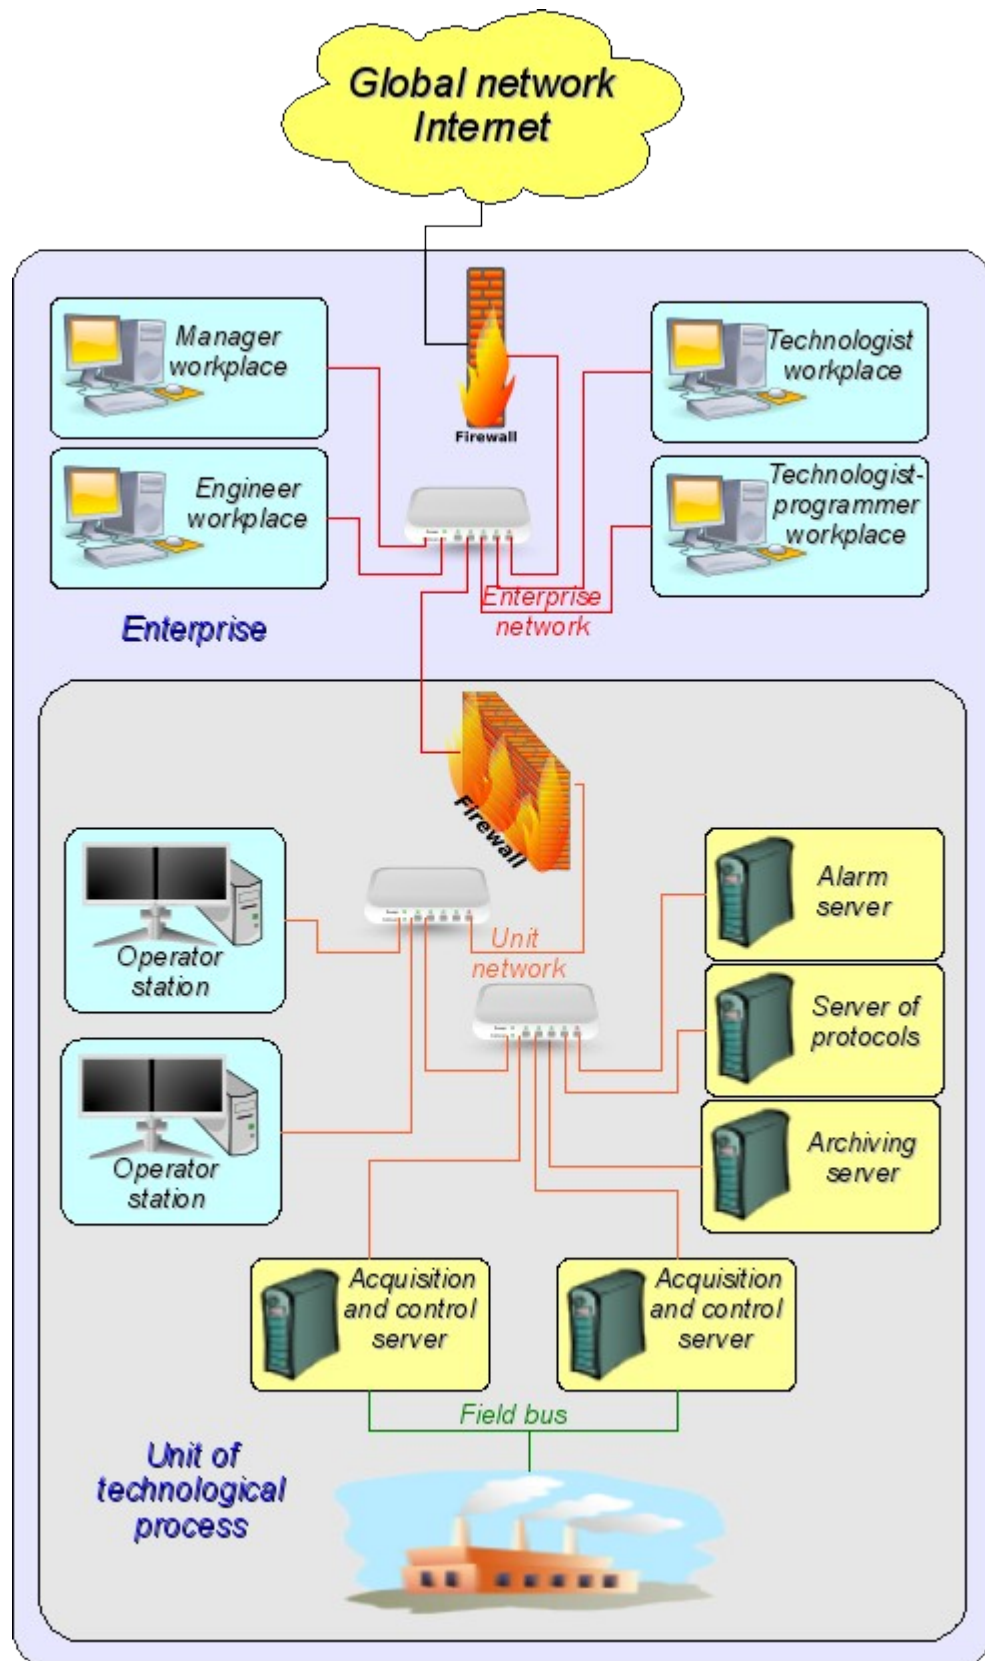 Global network
Internet
Manager
workplace
Technologist
workplace
Firewall
Engineer
workplace
Technologist-
programmer
workplace
Enterprise
network
Enterprise
Firewall
Operator
station
Unit
network
Alarm
server
Server of
protocols
Operator
station
Archiving
server
Acquisition
and control
server
Acquisition
and control
server
Field bus
Unit of
technological
process